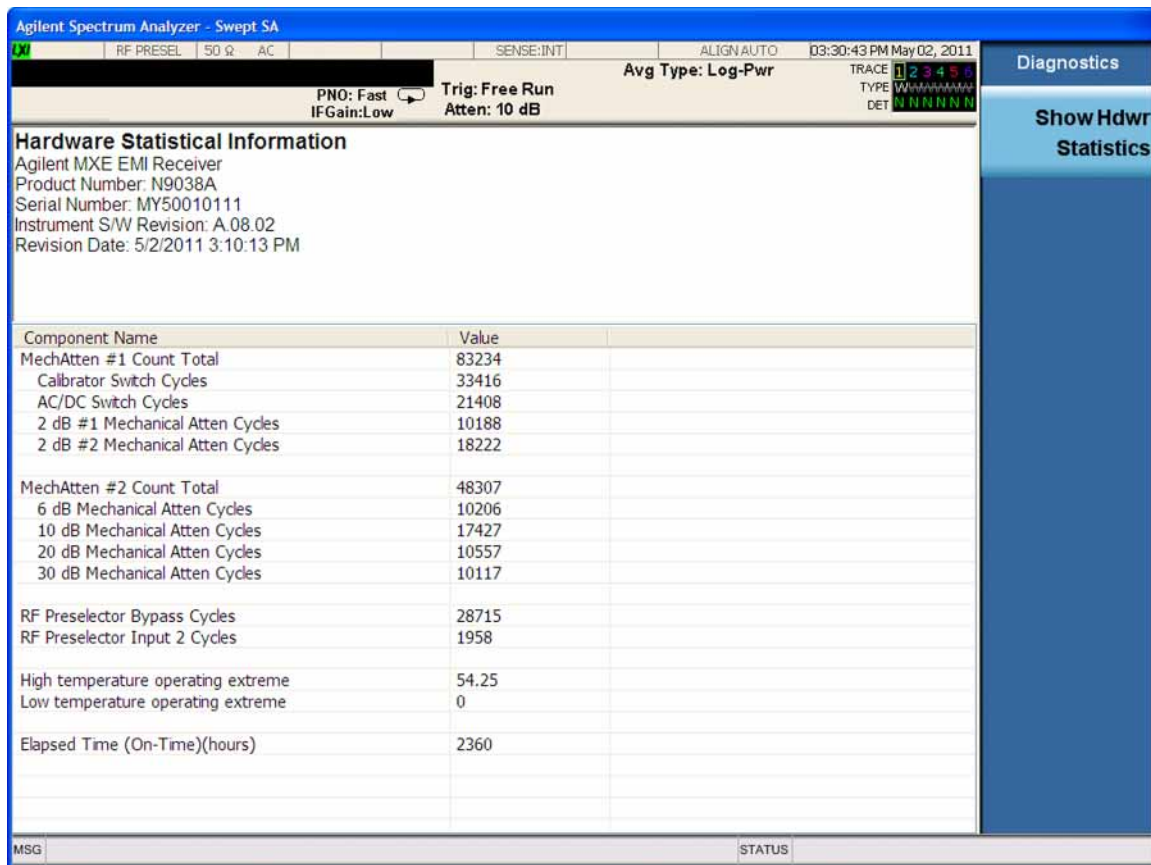 Agilent Spectrum Analyzer - Swept SA
LXI RF PRESEL 50 Ω AC SENSE:INT ALIGN AUTO 03:30:43 PM May 02, 2011
PNO: Fast
IFGain:Low
Trig: Free Run
Atten: 10 dB
Avg Type: Log-Pwr
TRACE 1 2 3 4 5 6
TYPE WWWWWW
DET N N N N N N
Diagnostics
Show Hdwr
Statistics
Hardware Statistical Information
Agilent MXE EMI Receiver
Product Number: N9038A
Serial Number: MY50010111
Instrument S/W Revision: A.08.02
Revision Date: 5/2/2011 3:10:13 PM
Component Name Value
MechAtten #1 Count Total 83234
Calibrator Switch Cycles 33416
AC/DC Switch Cycles 21408
2 dB #1 Mechanical Atten Cycles 10188
2 dB #2 Mechanical Atten Cycles 18222
MechAtten #2 Count Total 48307
6 dB Mechanical Atten Cycles 10206
10 dB Mechanical Atten Cycles 17427
20 dB Mechanical Atten Cycles 10557
30 dB Mechanical Atten Cycles 10117
RF Preselector Bypass Cycles 28715
RF Preselector Input 2 Cycles 1958
High temperature operating extreme 54.25
Low temperature operating extreme 0
Elapsed Time (On-Time)(hours) 2360
MSG STATUS